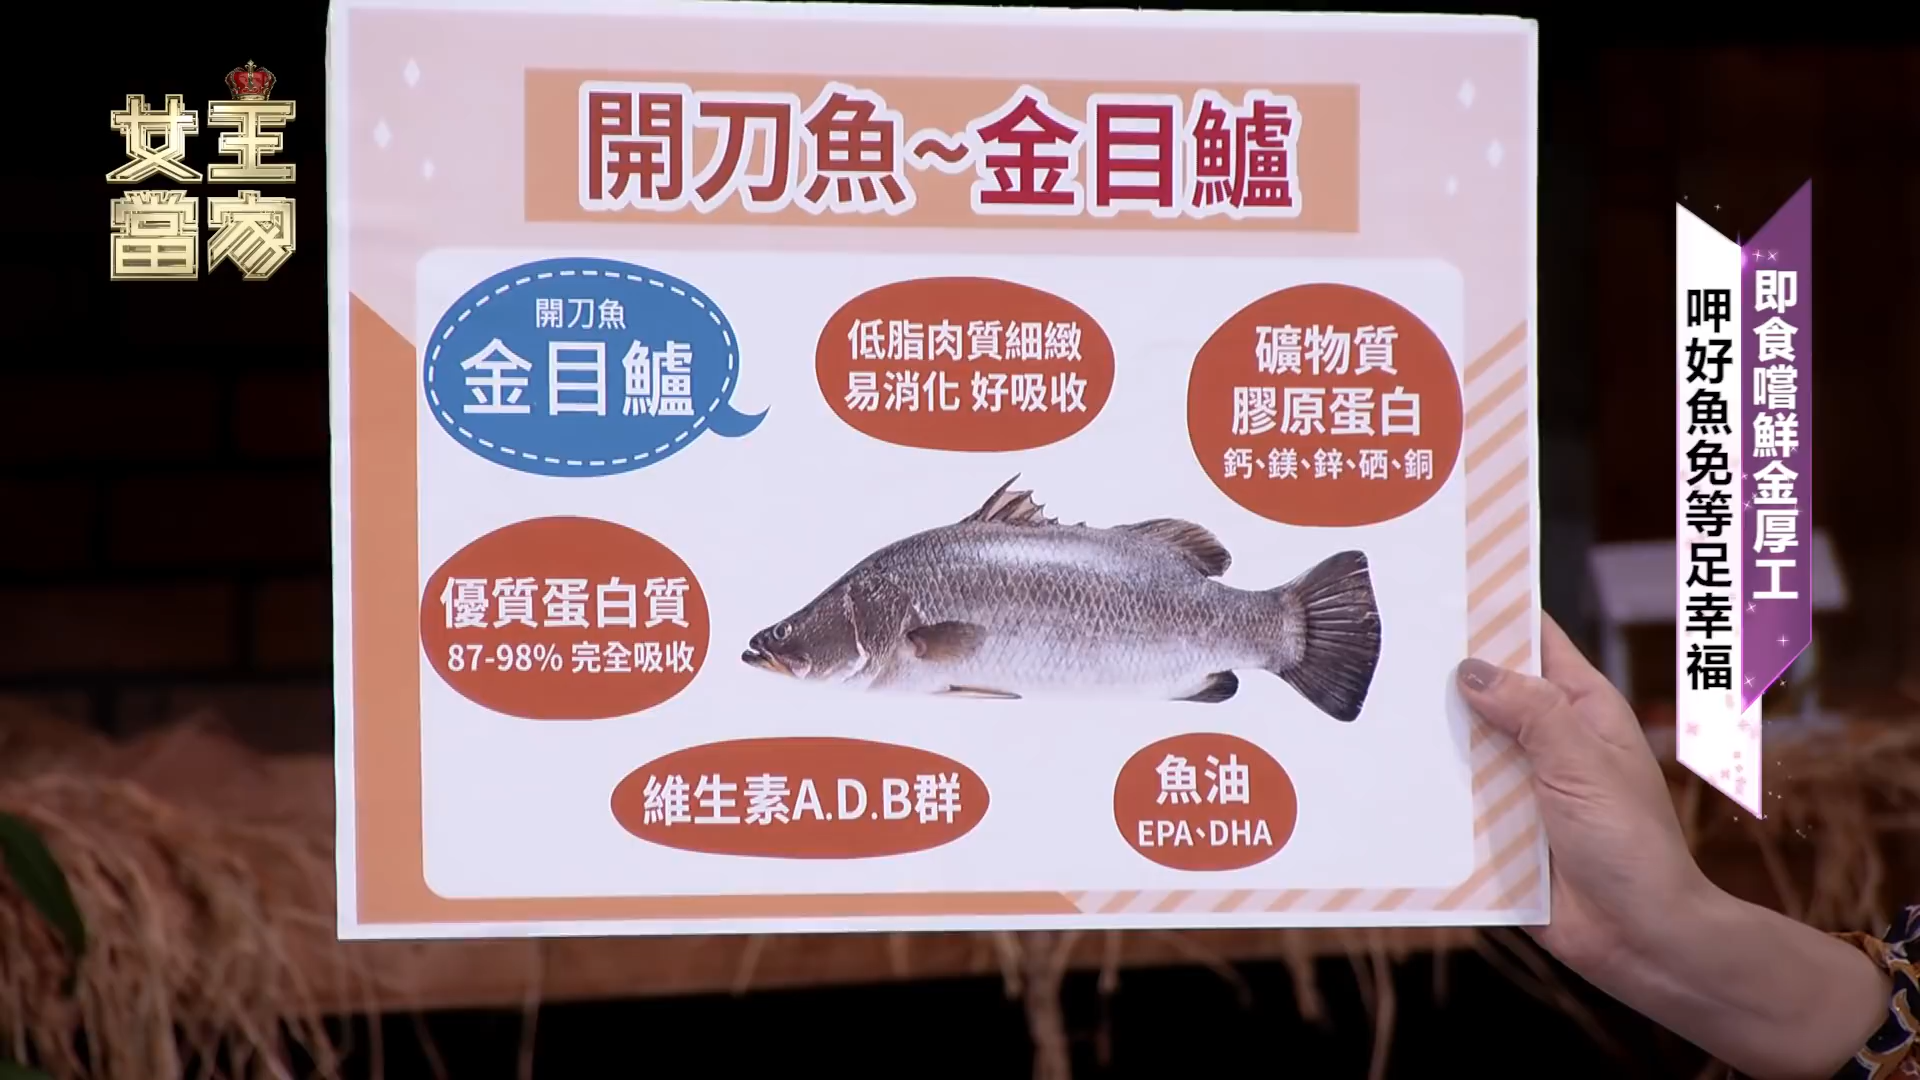 女王
當家
開刀魚~金目鱸
開刀魚
金目鱸
低脂肉質細緻
易消化 好吸收
礦物質
膠原蛋白
鈣、鎂、鋅、硒、銅
優質蛋白質
87-98% 完全吸收
維生素A.D.B群
魚油
EPA、DHA
即食嚐鮮金厚工
呷好魚免等足幸福